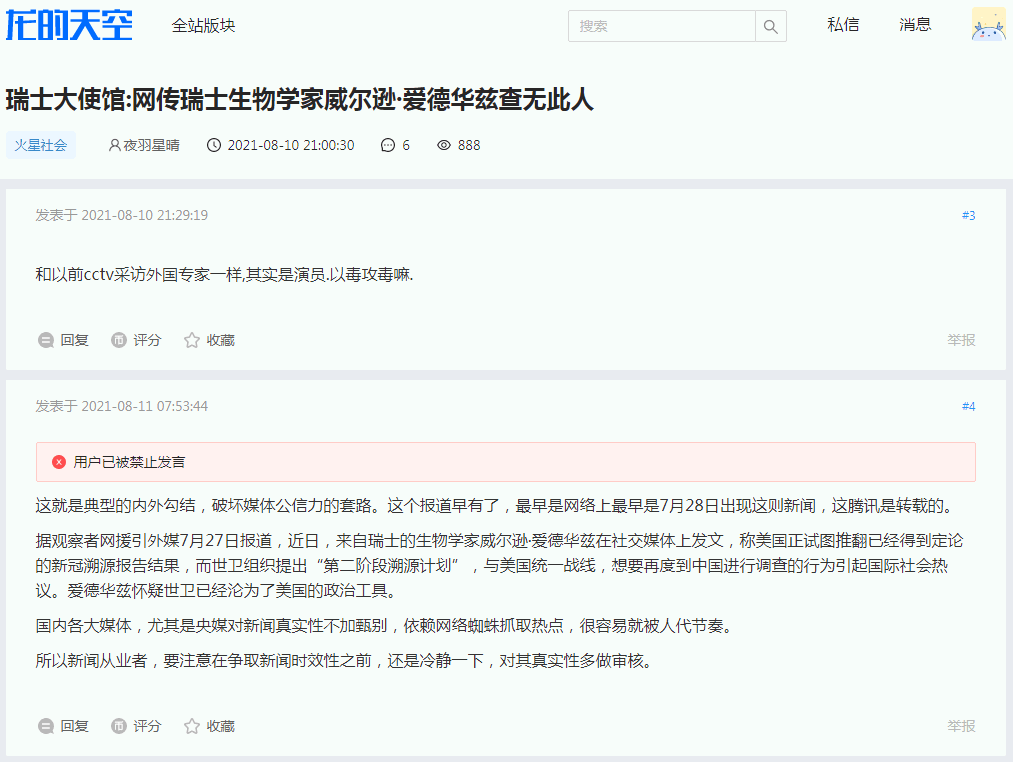 龙的天空
全站版块
搜索
私信
消息
瑞士大使馆:网传瑞士生物学家威尔逊·爱德华兹查无此人
火星社会
夜羽星晴
2021-08-10 21:00:30
6
888
发表于 2021-08-10 21:29:19
#3
和以前cctv采访外国专家一样,其实是演员.以毒攻毒嘛.
回复
评分
收藏
举报
发表于 2021-08-11 07:53:44
#4
用户已被禁止发言
这就是典型的内外勾结，破坏媒体公信力的套路。这个报道早有了，最早是网络上最早是7月28日出现这则新闻，这腾讯是转载的。
据观察者网援引外媒7月27日报道，近日，来自瑞士的生物学家威尔逊·爱德华兹在社交媒体上发文，称美国正试图推翻已经得到定论
的新冠溯源报告结果，而世卫组织提出“第二阶段溯源计划”，与美国统一战线，想要再度到中国进行调查的行为引起国际社会热
议。爱德华兹怀疑世卫已经沦为了美国的政治工具。
国内各大媒体，尤其是央媒对新闻真实性不加甄别，依赖网络蜘蛛抓取热点，很容易就被人代节奏。
所以新闻从业者，要注意在争取新闻时效性之前，还是冷静一下，对其真实性多做审核。
回复
评分
收藏
举报